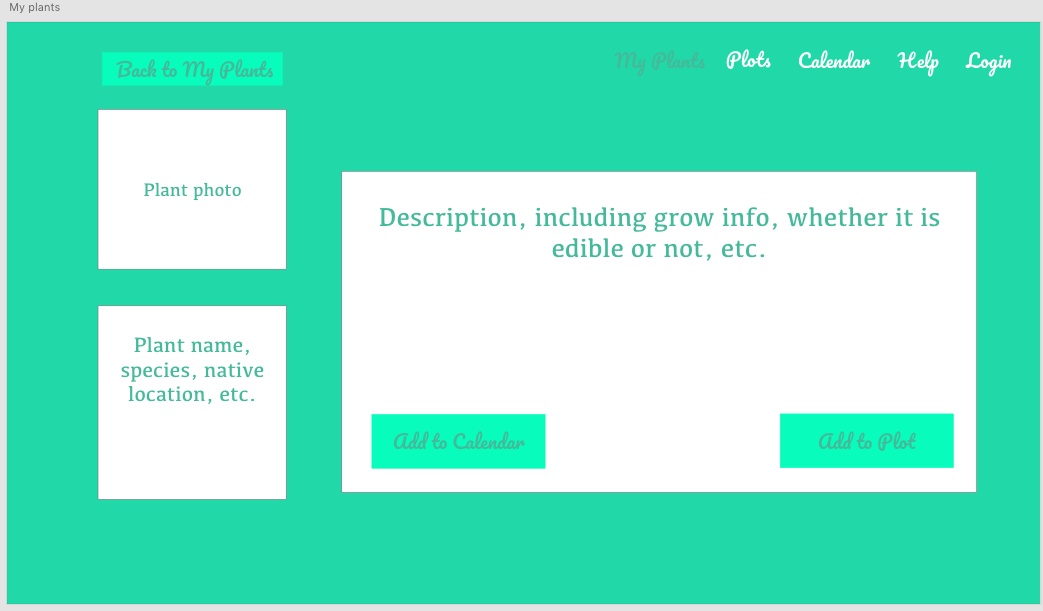 My plants
Back to My Plants
My Plants
Plots
Calendar
Help
Login
Plant photo
Plant name,
species, native
location, etc.
Description, including grow info, whether it is
edible or not, etc.
Add to Calendar
Add to Plot